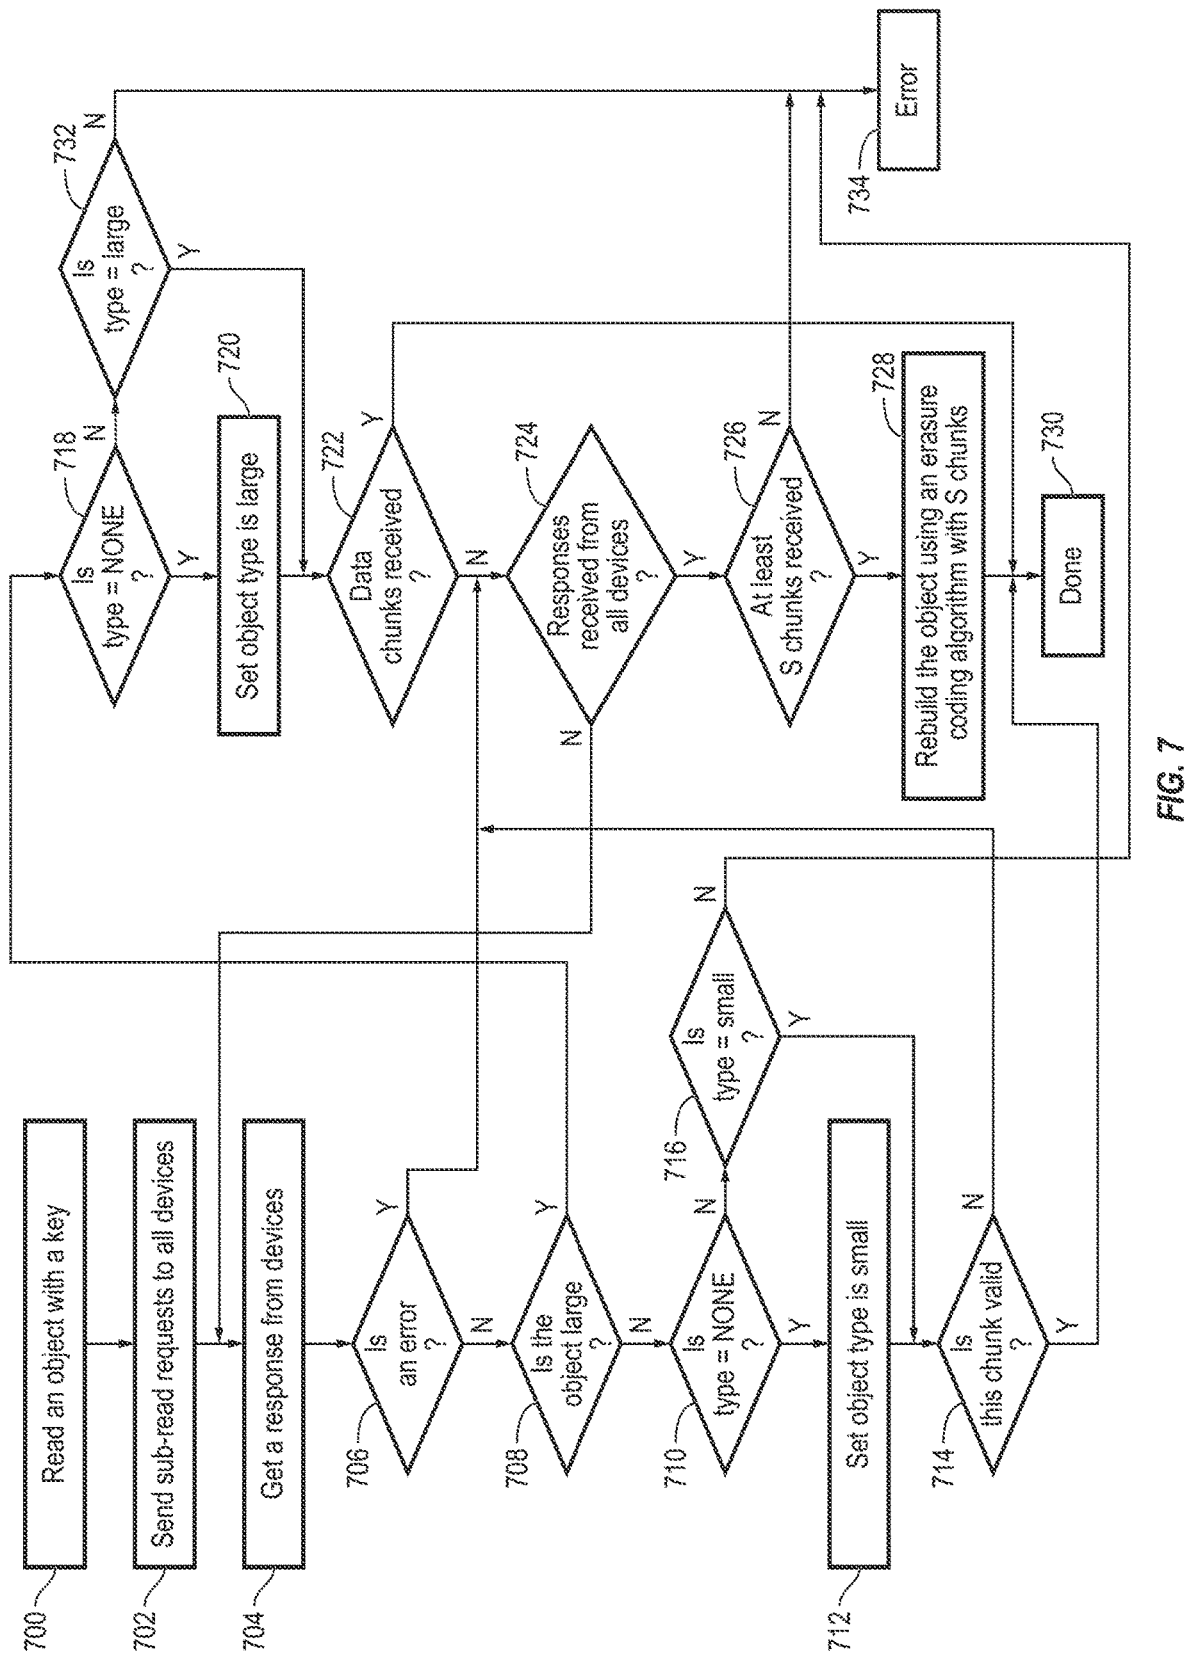 700
Read an object with a key
702
Send sub-read requests to all devices
704
Get a response from devices
706
Is
an error
?
Y
N
708
Is the
object large
?
Y
N
710
Is
type = NONE
?
N
Y
716
Is
type = small
?
N
Y
712
Set object type is small
714
Is
this chunk valid
?
N
Y
718
Is
type = NONE
?
N
Y
732
Is
type = large
?
N
Y
720
Set object type is large
722
Data
chunks received
?
Y
N
724
Responses
received from
all devices
?
N
Y
726
At least
S chunks received
?
N
Y
728
Rebuild the object using an erasure
coding algorithm with S chunks
730
Done
734
Error
FIG. 7